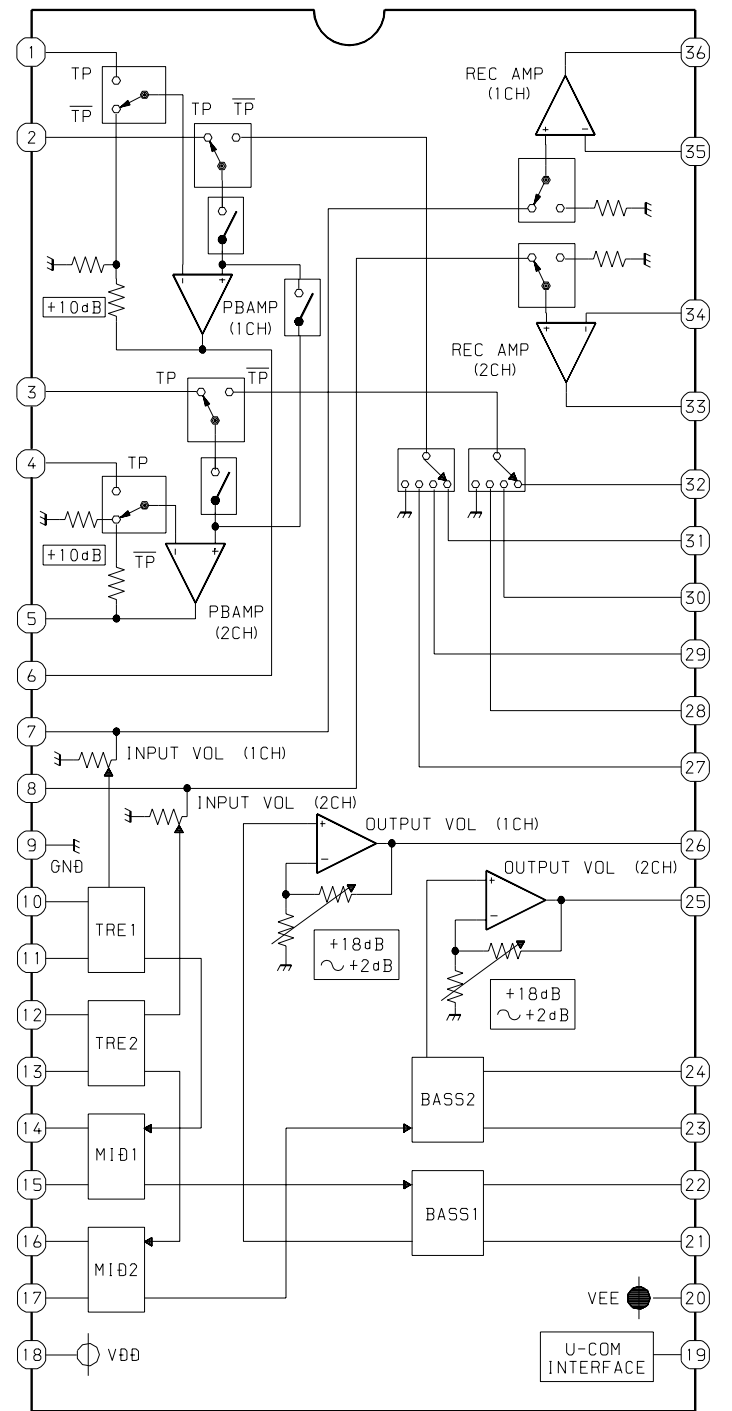 1
36
TP
REC AMP
(1CH)
T̅P̅
TP
T̅P̅
2
35
+10dB
PBAMP
(1CH)
34
REC AMP
(2CH)
TP
T̅P̅
3
33
4
TP
32
+10dB
T̅P̅
31
PBAMP
(2CH)
5
30
6
29
28
7
INPUT VOL (1CH)
27
8
INPUT VOL (2CH)
OUTPUT VOL (1CH)
9
GND
26
OUTPUT VOL (2CH)
10
25
TRE1
+18dB
～+2dB
11
+18dB
～+2dB
12
TRE2
13
24
BASS2
14
23
MID1
15
22
BASS1
16
21
MID2
17
VEE
20
18
VDD
U-COM
INTERFACE
19
+
−
+
−
+
−
+
−
+
−
+
−